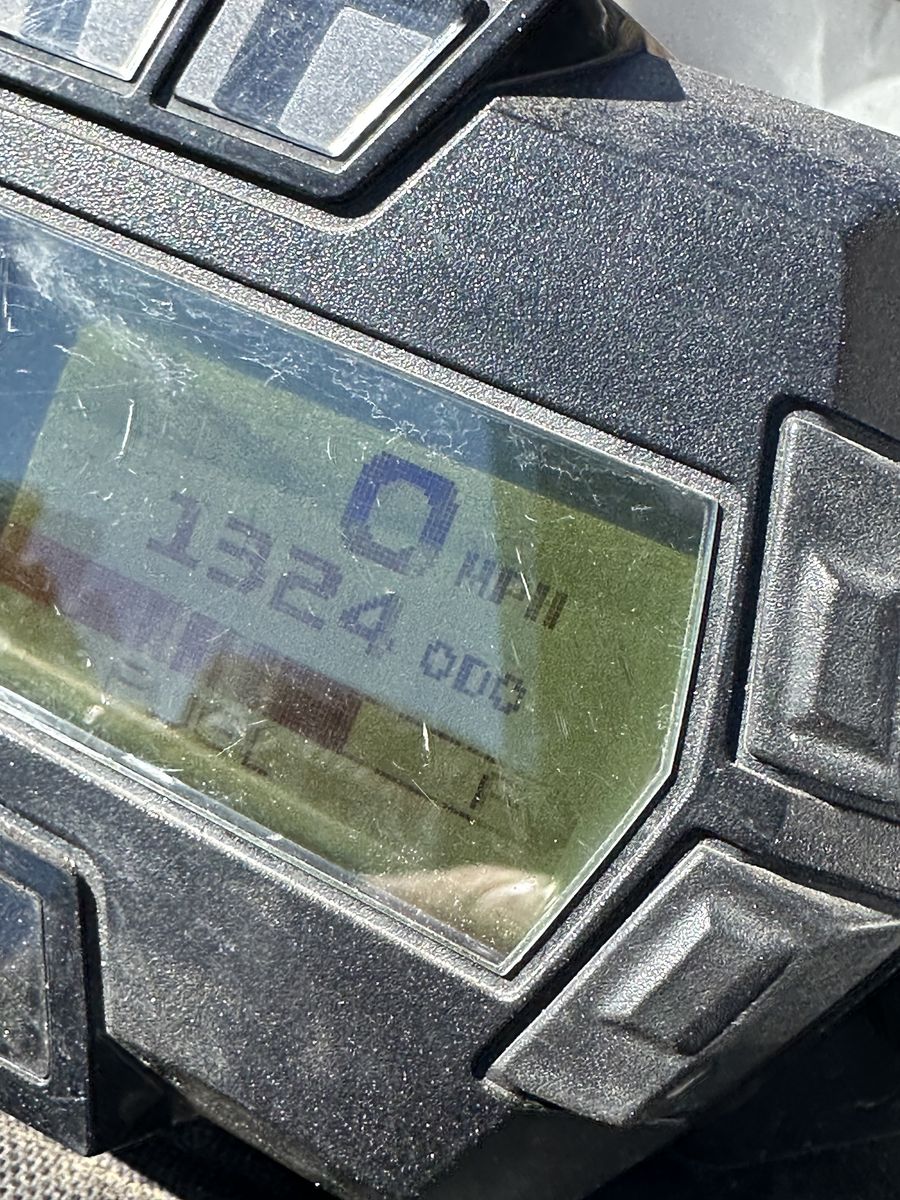 0 MPH
1324 ODO
E FUEL F